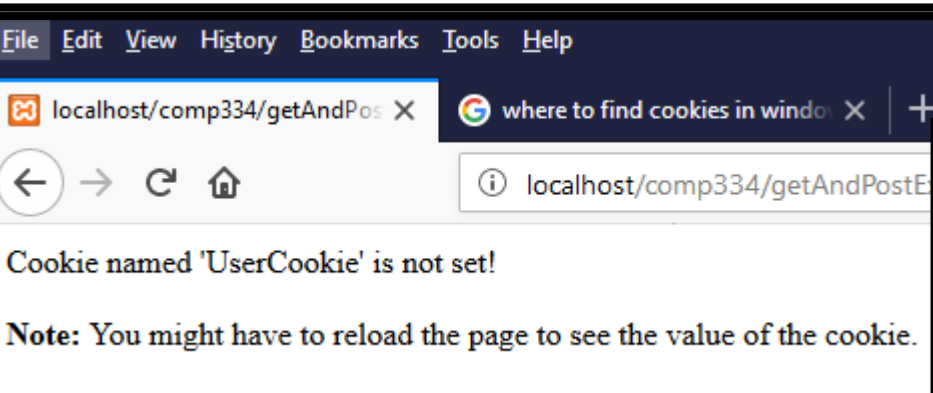 File Edit View History Bookmarks Tools Help
localhost/comp334/getAndPos where to find cookies in windo
localhost/comp334/getAndPostE
Cookie named 'UserCookie' is not set!
Note: You might have to reload the page to see the value of the cookie.